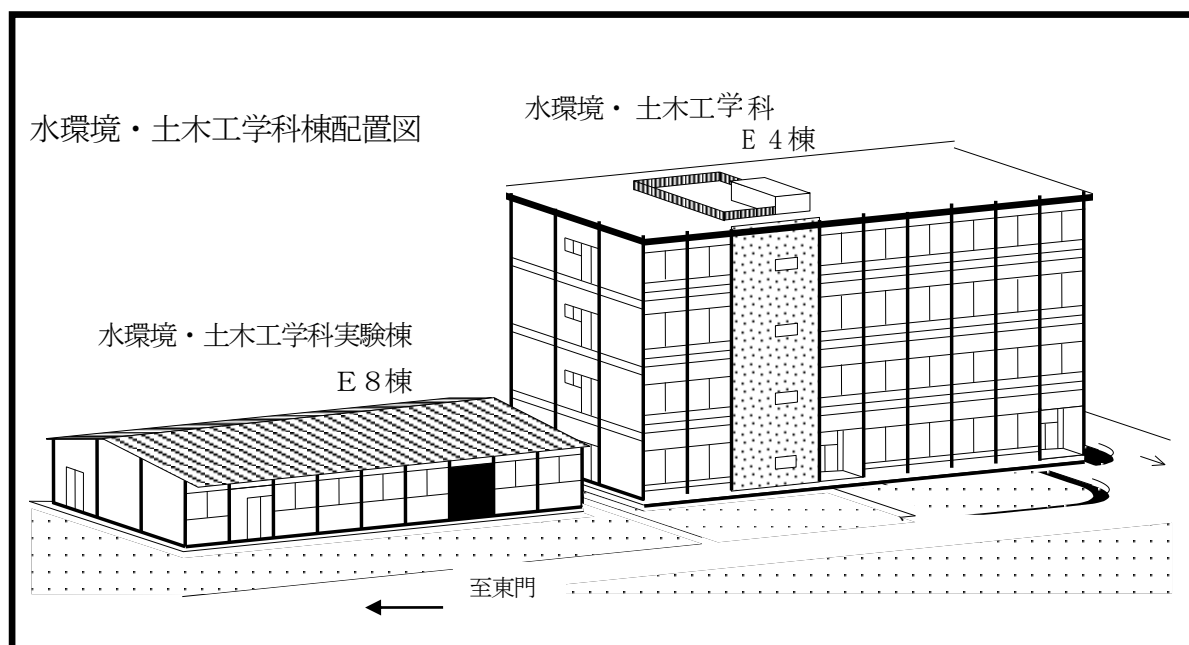 水環境・土木工学科棟配置図
水環境・土木工学科
E 4棟
水環境・土木工学科実験棟
E8棟
至東門